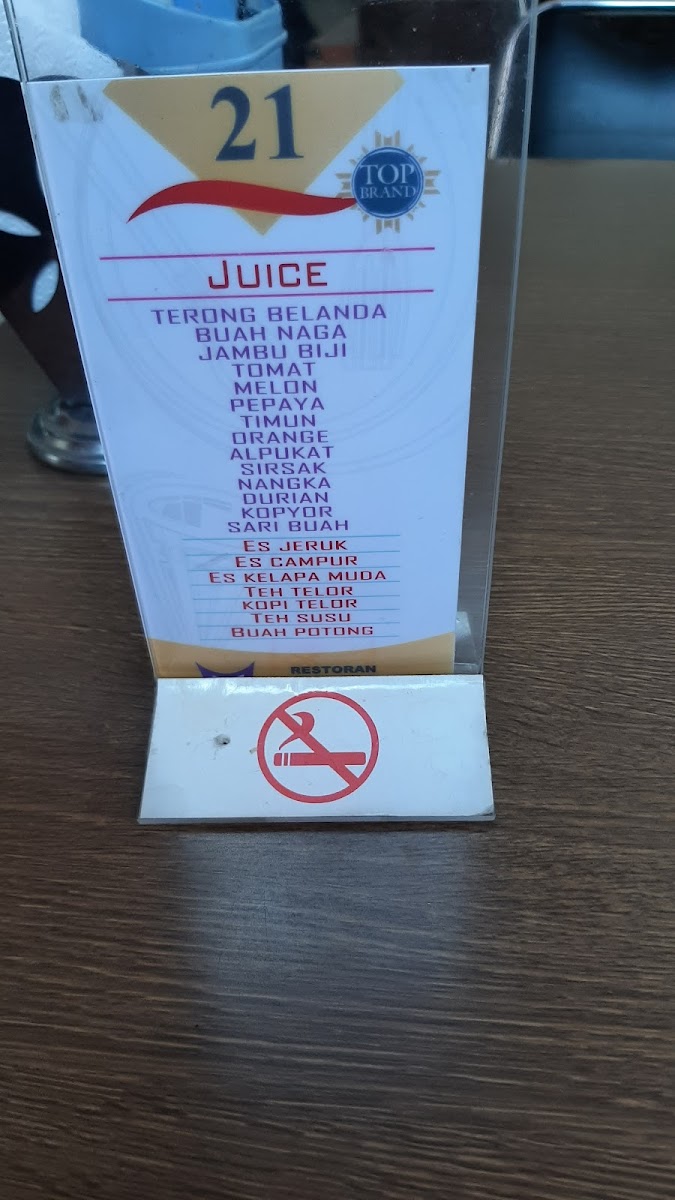 21
TOP
BRAND
JUICE
TERONG BELANDA
BUAH NAGA
JAMBU BIJI
TOMAT
MELON
PEPAYA
TIMUN
ORANGE
ALPUKAT
SIRSAK
NANGKA
DURIAN
KOPYOR
SARI BUAH
ES JERUK
ES CAMPUR
ES KELAPA MUDA
TEH TELOR
KOPI TELOR
TEH SUSU
BUAH POTONG
RESTORAN